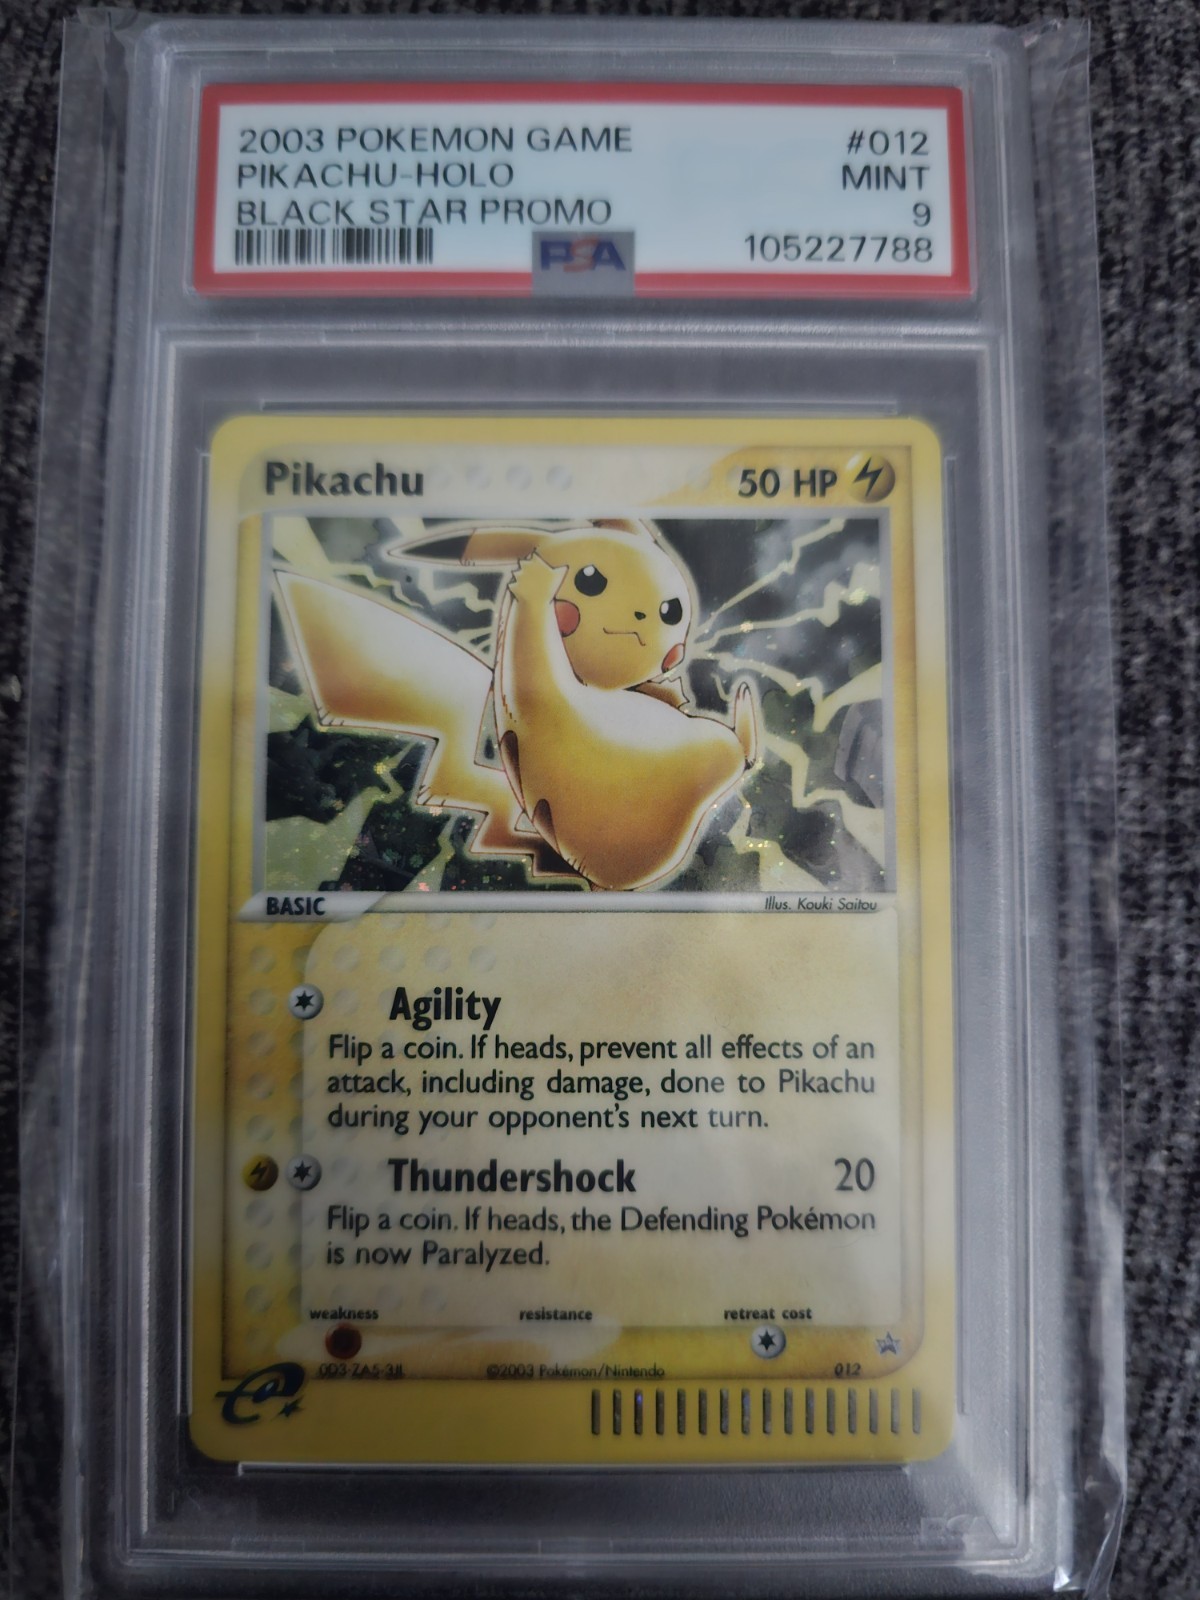 2003 POKEMON GAME #012
PIKACHU-HOLO MINT
BLACK STAR PROMO 9
PSA 105227788
Pikachu 50 HP
BASIC Illus. Kouki Saitou
Agility
Flip a coin. If heads, prevent all effects of an
attack, including damage, done to Pikachu
during your opponent's next turn.
Thundershock 20
Flip a coin. If heads, the Defending Pokémon
is now Paralyzed.
weakness resistance retreat cost
©2003 Pokémon/Nintendo 012
e
PSA